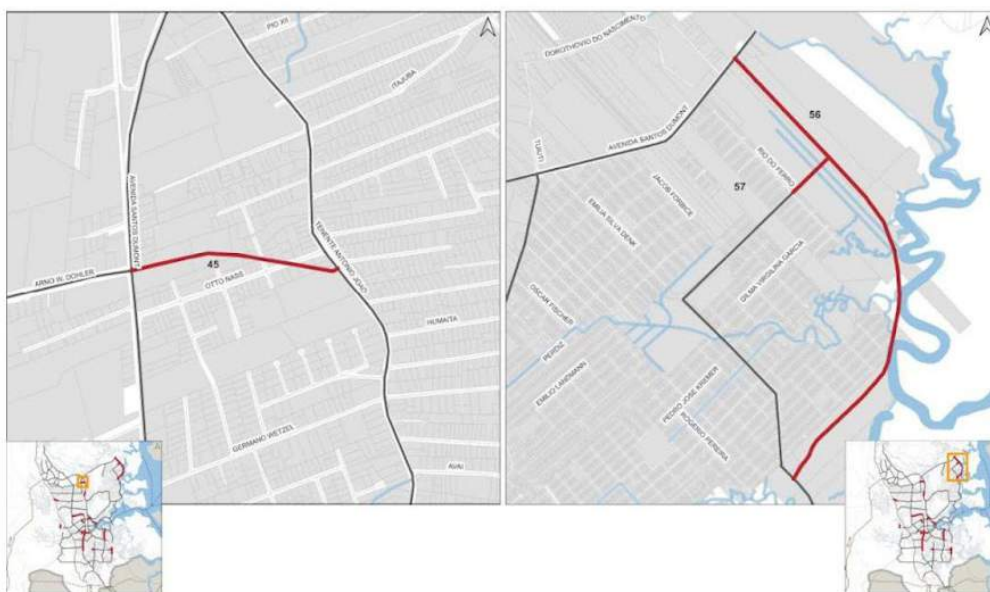 PIO XII
ITAJUBA
AVENIDA SANTOS DUMONT
TENENTE ANTONIO JOAO
45
ARNO W. DOHLER
OTTO NASS
HUMAITA
GERMANO WETZEL
AVAI
DOROTHOVIO DO NASCIMENTO
56
AVENIDA SANTOS DUMONT
TUIUTI
RIO DO FERRO
57
JACOB FORBICE
EMILIA SILVA DENK
DILMA VIRGILINA GARCIA
OSCAR FISCHER
PERDIZ
EMILIO LANDMANN
PEDRO JOSE KREMER
ROGERIO PEREIRA